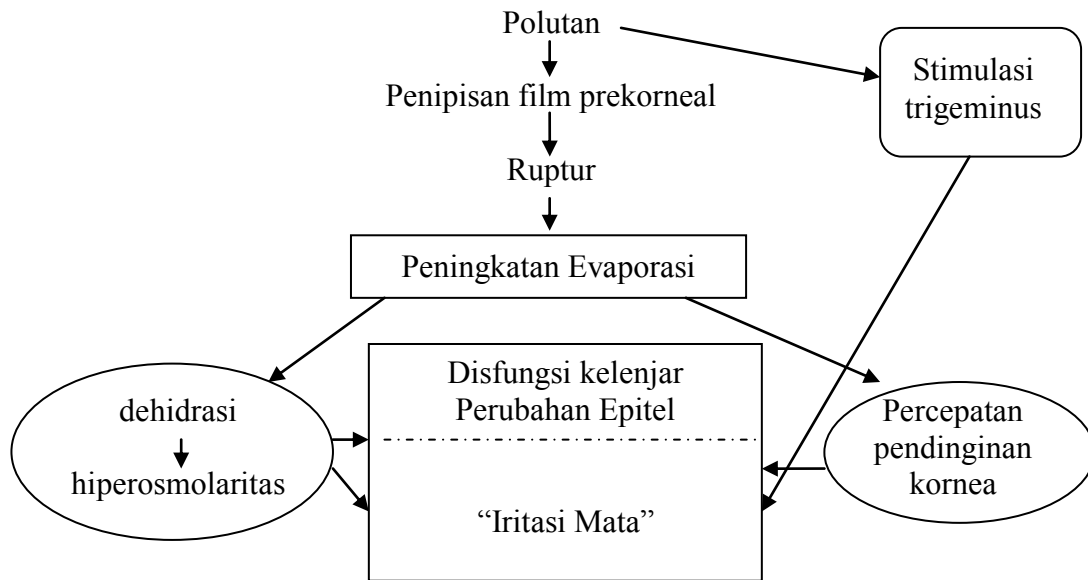 Polutan
Stimulasi
trigeminus
Penipisan film prekorneal
Ruptur
Peningkatan Evaporasi
dehidrasi
hiperosmolaritas
Disfungsi kelenjar
Perubahan Epitel
“Iritasi Mata”
Percepatan
pendinginan
kornea